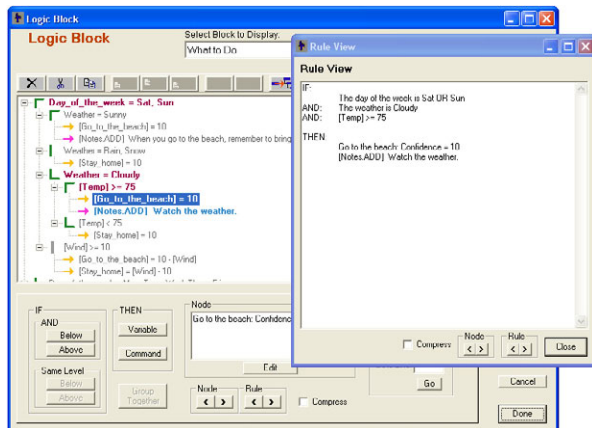 Logic Block
Logic Block
Select Block to Display:
What to Do
Day_of_the_week = Sat, Sun
Weather = Sunny
[Go_to_the_beach] = 10
[Notes.ADD] When you go to the beach, remember to bring
Weather = Rain, Snow
[Stay_home] = 10
Weather = Cloudy
[Temp] >= 75
[Go_to_the_beach] = 10
[Notes.ADD] Watch the weather.
[Temp] < 75
[Stay_home] = 10
[Wind] >= 10
[Go_to_the_beach] = 10 - [Wind]
[Stay_home] = [Wind] - 10
IF
AND
Below
Above
Same Level
Below
Above
THEN
Variable
Command
Group
Together
Node
Go to the beach: Confidence
Edit
Node
< >
Rule
< >
Compress
Go
Cancel
Done
Rule View
Rule View
IF:
The day of the week is Sat OR Sun
AND: The weather is Cloudy
AND: [Temp] >= 75
THEN
Go to the beach: Confidence = 10
[Notes.ADD] Watch the weather.
Compress
Node
< >
Rule
< >
Close